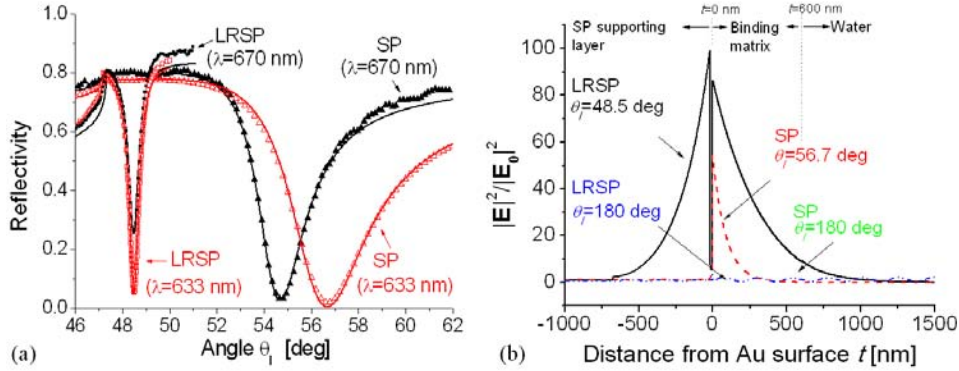 LRSP
(λ=670 nm)
SP
(λ=670 nm)
LRSP
(λ=633 nm)
SP
(λ=633 nm)
Reflectivity
0.0
0.2
0.4
0.6
0.8
1.0
46 48 50 52 54 56 58 60 62
Angle θI [deg]
(a)
t=0 nm t=600 nm
SP supporting layer
Binding matrix
Water
LRSP
θI=48.5 deg
SP
θI=56.7 deg
LRSP
θI=180 deg
SP
θI=180 deg
|E|²/|E₀|²
100
80
60
40
20
0
-1000 -500 0 500 1000 1500
Distance from Au surface t [nm]
(b)